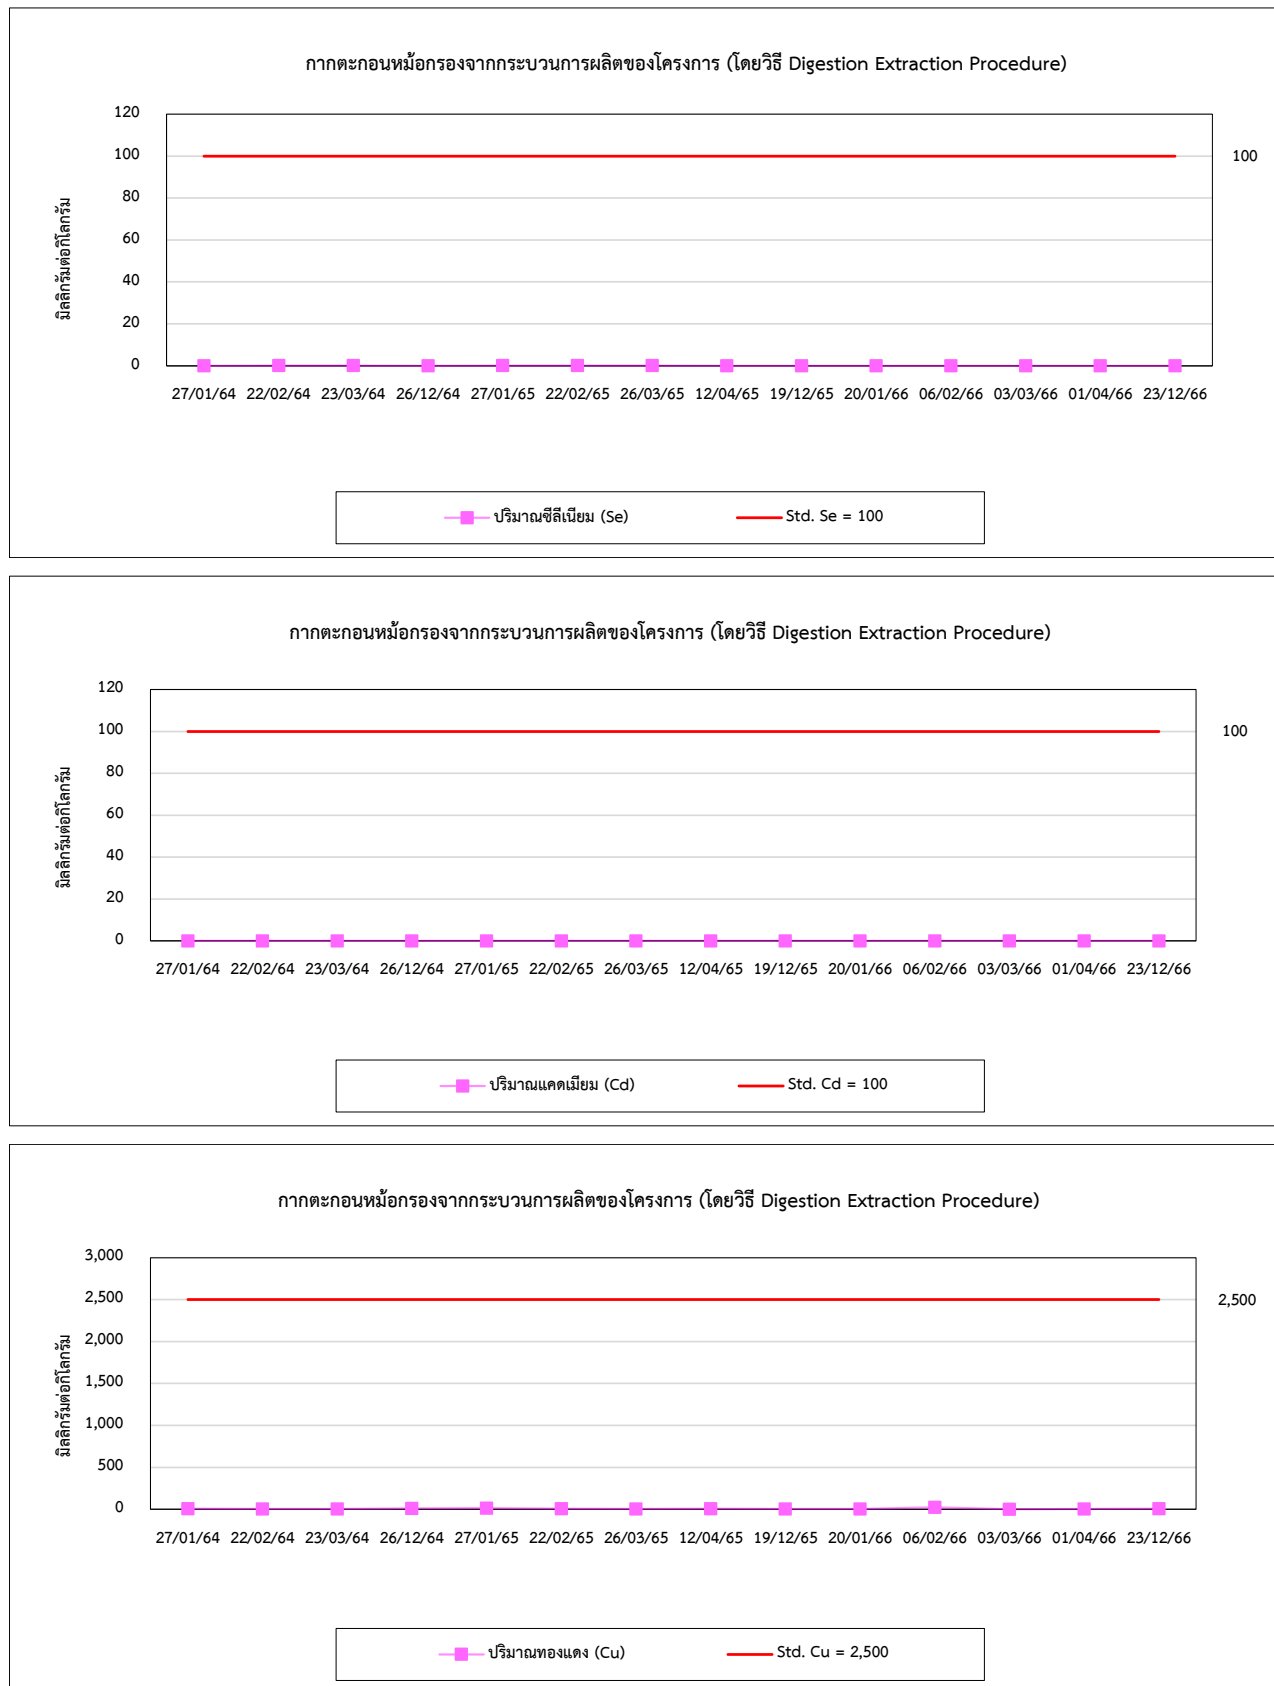 กากตะกอนหม้อกรองจากกระบวนการผลิตของโครงการ (โดยวิธี Digestion Extraction Procedure)
120
100
80
60
40
20
0
100
มิลลิกรัมต่อกิโลกรัม
27/01/64 22/02/64 23/03/64 26/12/64 27/01/65 22/02/65 26/03/65 12/04/65 19/12/65 20/01/66 06/02/66 03/03/66 01/04/66 23/12/66
ปริมาณซีลีเนียม (Se) Std. Se = 100
กากตะกอนหม้อกรองจากกระบวนการผลิตของโครงการ (โดยวิธี Digestion Extraction Procedure)
120
100
80
60
40
20
0
100
มิลลิกรัมต่อกิโลกรัม
27/01/64 22/02/64 23/03/64 26/12/64 27/01/65 22/02/65 26/03/65 12/04/65 19/12/65 20/01/66 06/02/66 03/03/66 01/04/66 23/12/66
ปริมาณแคดเมียม (Cd) Std. Cd = 100
กากตะกอนหม้อกรองจากกระบวนการผลิตของโครงการ (โดยวิธี Digestion Extraction Procedure)
3,000
2,500
2,000
1,500
1,000
500
0
2,500
มิลลิกรัมต่อกิโลกรัม
27/01/64 22/02/64 23/03/64 26/12/64 27/01/65 22/02/65 26/03/65 12/04/65 19/12/65 20/01/66 06/02/66 03/03/66 01/04/66 23/12/66
ปริมาณทองแดง (Cu) Std. Cu = 2,500